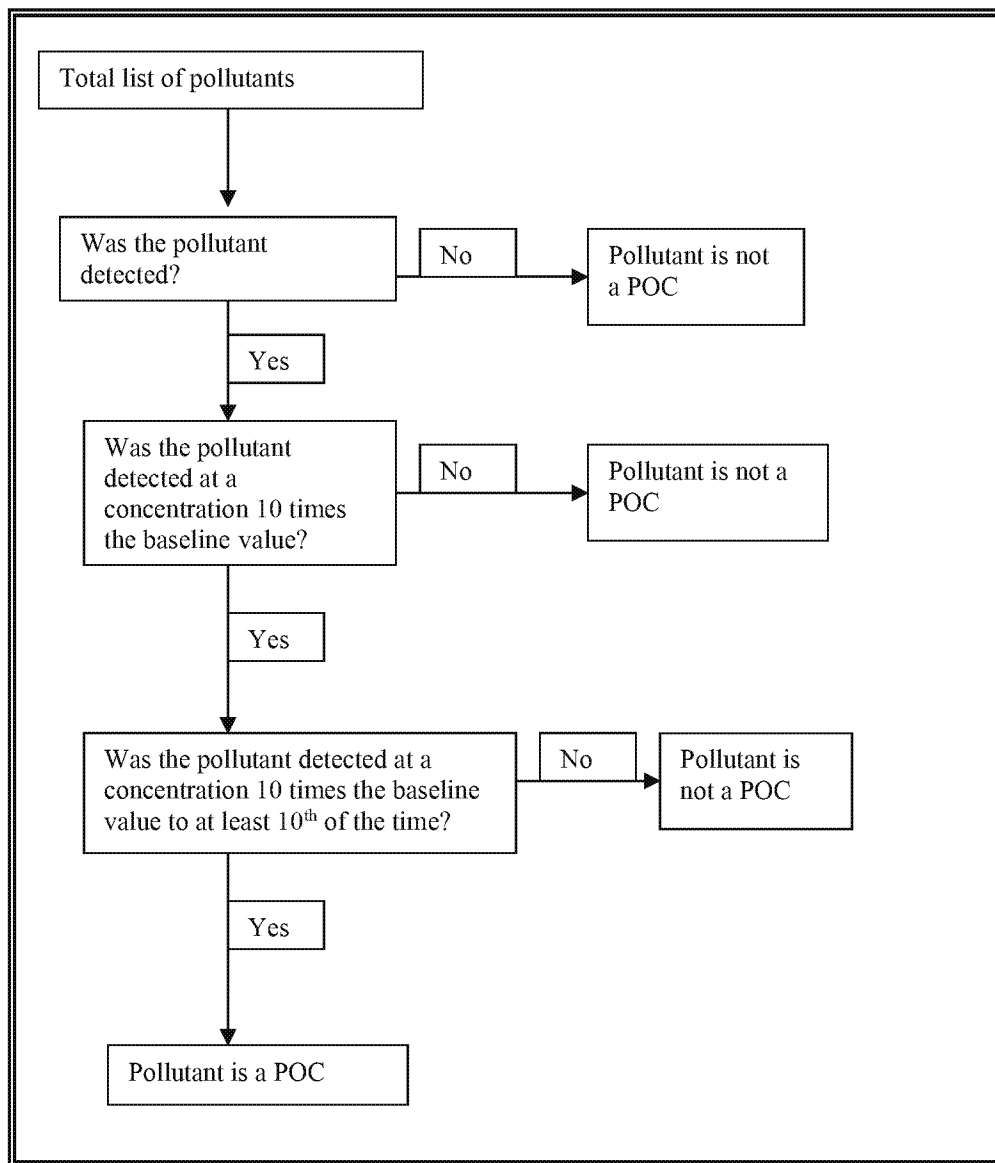 Total list of pollutants
Was the pollutant
detected?
No
Pollutant is not
a POC
Yes
Was the pollutant
detected at a
concentration 10 times
the baseline value?
No
Pollutant is not a
POC
Yes
Was the pollutant detected at a
concentration 10 times the baseline
value to at least 10th of the time?
No
Pollutant is
not a POC
Yes
Pollutant is a POC